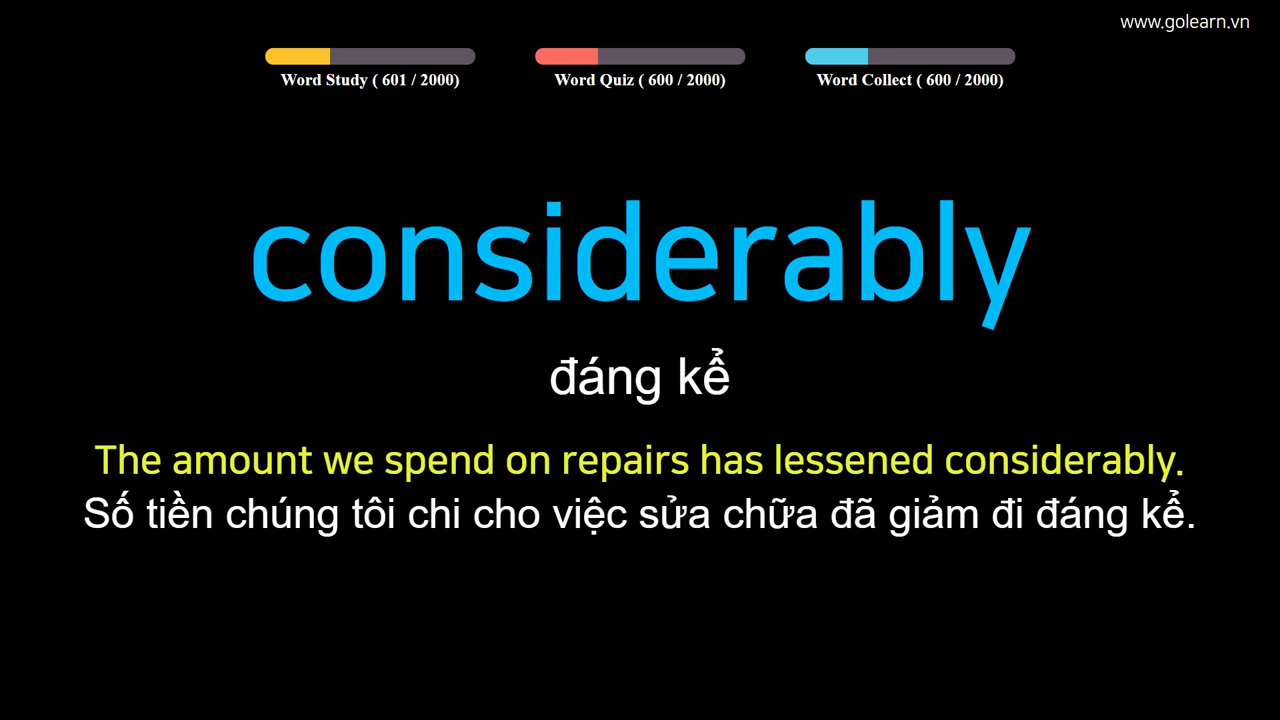 www.golearn.vn
Word Study ( 601 / 2000)
Word Quiz ( 600 / 2000)
Word Collect ( 600 / 2000)
considerably
đáng kể
The amount we spend on repairs has lessened considerably.
Số tiền chúng tôi chi cho việc sửa chữa đã giảm đi đáng kể.